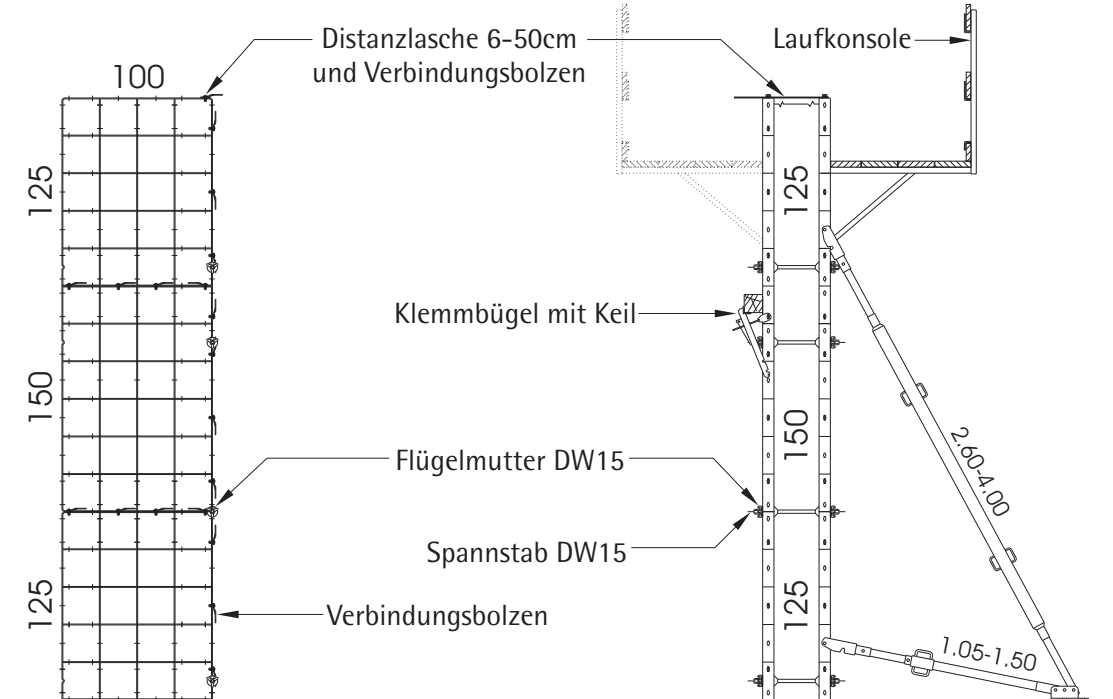 Distanzlasche 6-50cm
und Verbindungsbolzen
Laufkonsole
100
125
125
Klemmbügel mit Keil
150
150
2.60-4.00
Flügelmutter DW15
Spannstab DW15
125
125
Verbindungsbolzen
1.05-1.50